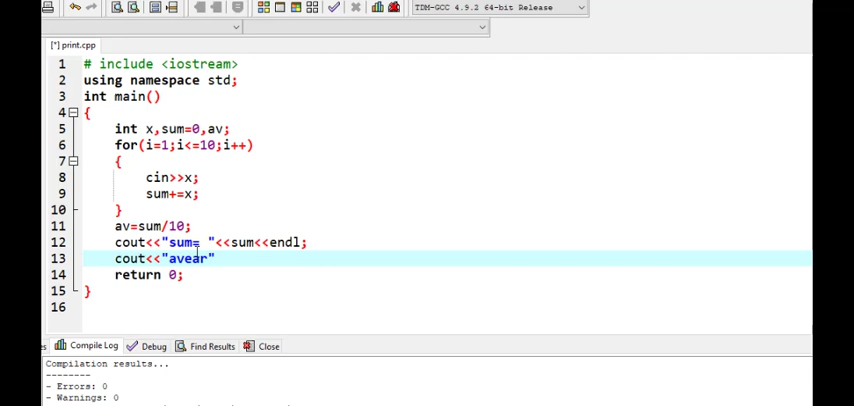 TDM-GCC 4.9.2 64-bit Release
[*] print.cpp
1 # include <iostream>
2 using namespace std;
3 int main()
4 {
5 int x,sum=0,av;
6 for(i=1;i<=10;i++)
7 {
8 cin>>x;
9 sum+=x;
10 }
11 av=sum/10;
12 cout<<"sum= "<<sum<<endl;
13 cout<<"avear"
14 return 0;
15 }
16
Compile Log Debug Find Results Close
Compilation results...
--------
- Errors: 0
- Warnings: 0